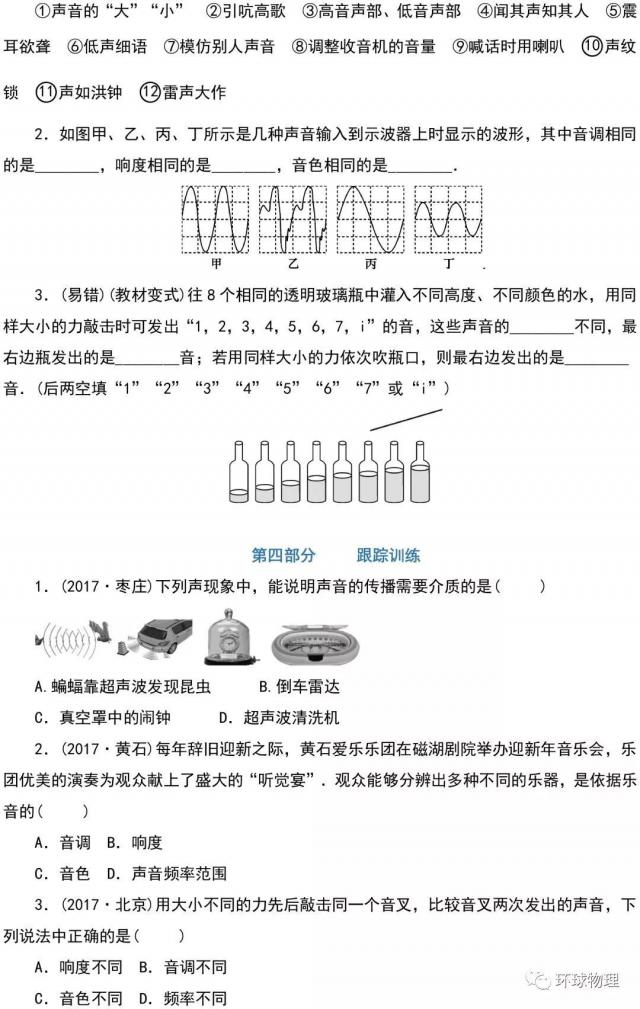 ①声音的“大”“小”　②引吭高歌　③高音声部、低音声部　④闻其声知其人　⑤震
耳欲聋　⑥低声细语　⑦模仿别人声音　⑧调整收音机的音量　⑨喊话时用喇叭　⑩声纹
锁　⑪声如洪钟　⑫雷声大作
2．如图甲、乙、丙、丁所示是几种声音输入到示波器上时显示的波形，其中音调相同
的是________，响度相同的是________，音色相同的是________．
甲　乙　丙　丁
3．(易错)(教材变式)往 8 个相同的透明玻璃瓶中灌入不同高度、不同颜色的水，用同
样大小的力敲击时可发出“1，2，3，4，5，6，7，i”的音，这些声音的________不同，最
右边瓶发出的是________音；若用同样大小的力依次吹瓶口，则最右边发出的是________
音．(后两空填“1”“2”“3”“4”“5”“6”“7”或“i”)
第四部分　跟踪训练
1．(2017·枣庄)下列声现象中，能说明声音的传播需要介质的是(　　)
A.蝙蝠靠超声波发现昆虫　B.倒车雷达
C．真空罩中的闹钟　D．超声波清洗机
2．(2017·黄石)每年辞旧迎新之际，黄石爱乐乐团在磁湖剧院举办迎新年音乐会，乐
团优美的演奏为观众献上了盛大的“听觉宴”．观众能够分辨出多种不同的乐器，是依据乐
音的(　　)
A．音调　B．响度
C．音色　D．声音频率范围
3．(2017·北京)用大小不同的力先后敲击同一个音叉，比较音叉两次发出的声音，下
列说法中正确的是(　　)
A．响度不同　B．音调不同
C．音色不同　D．频率不同
环球物理